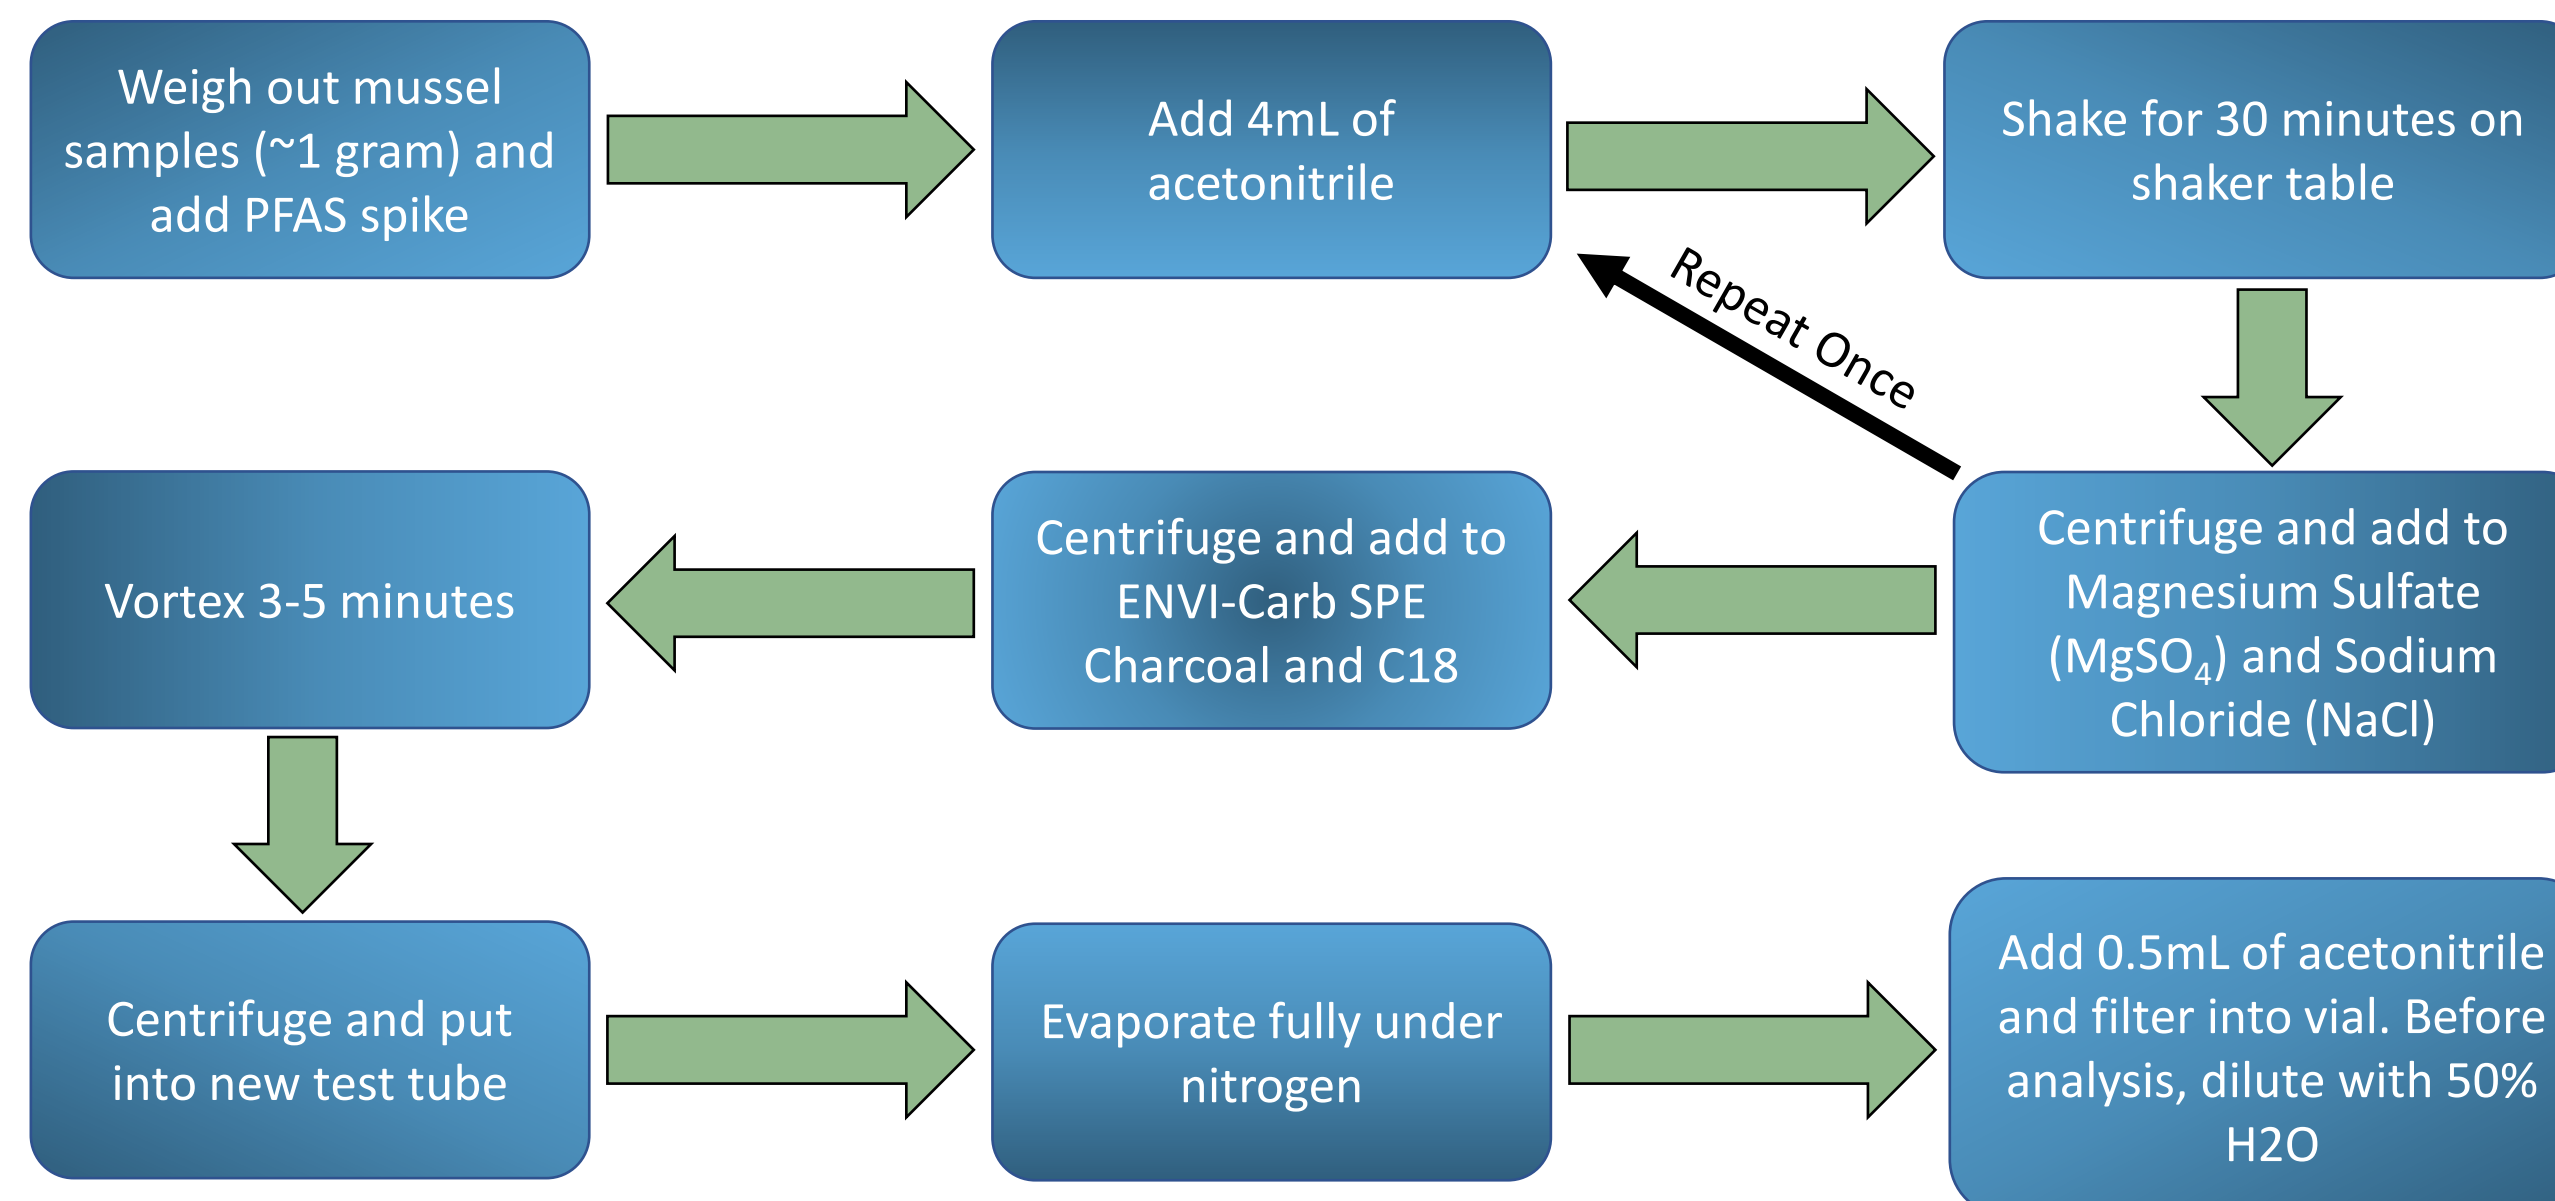 Weigh out mussel
samples (~1 gram) and
add PFAS spike
Add 4mL of
acetonitrile
Shake for 30 minutes on
shaker table
Repeat Once
Centrifuge and add to
Magnesium Sulfate
(MgSO₄) and Sodium
Chloride (NaCl)
Centrifuge and add to
ENVI-Carb SPE
Charcoal and C18
Vortex 3-5 minutes
Centrifuge and put
into new test tube
Evaporate fully under
nitrogen
Add 0.5mL of acetonitrile
and filter into vial. Before
analysis, dilute with 50%
H2O